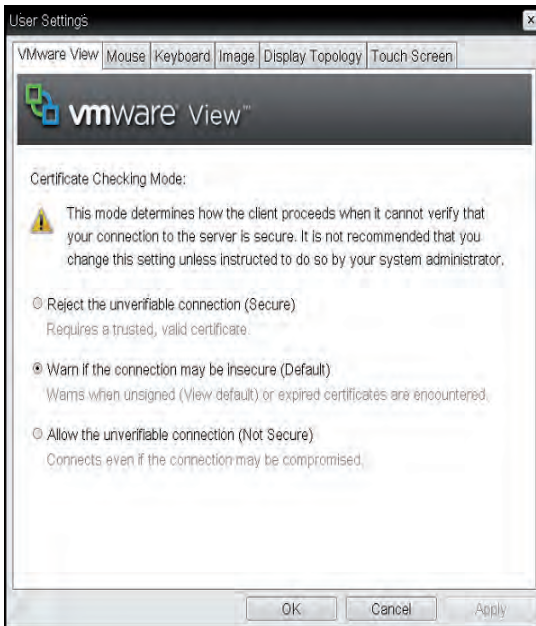 User Settings
VMware View Mouse Keyboard Image Display Topology Touch Screen
vmware View™
Certificate Checking Mode:
This mode determines how the client proceeds when it cannot verify that
your connection to the server is secure. It is not recommended that you
change this setting unless instructed to do so by your system administrator.
Reject the unverifiable connection (Secure)
Requires a trusted, valid certificate.
Warn if the connection may be insecure (Default)
Warns when unsigned (View default) or expired certificates are encountered.
Allow the unverifiable connection (Not Secure)
Connects even if the connection may be compromised.
OK Cancel Apply